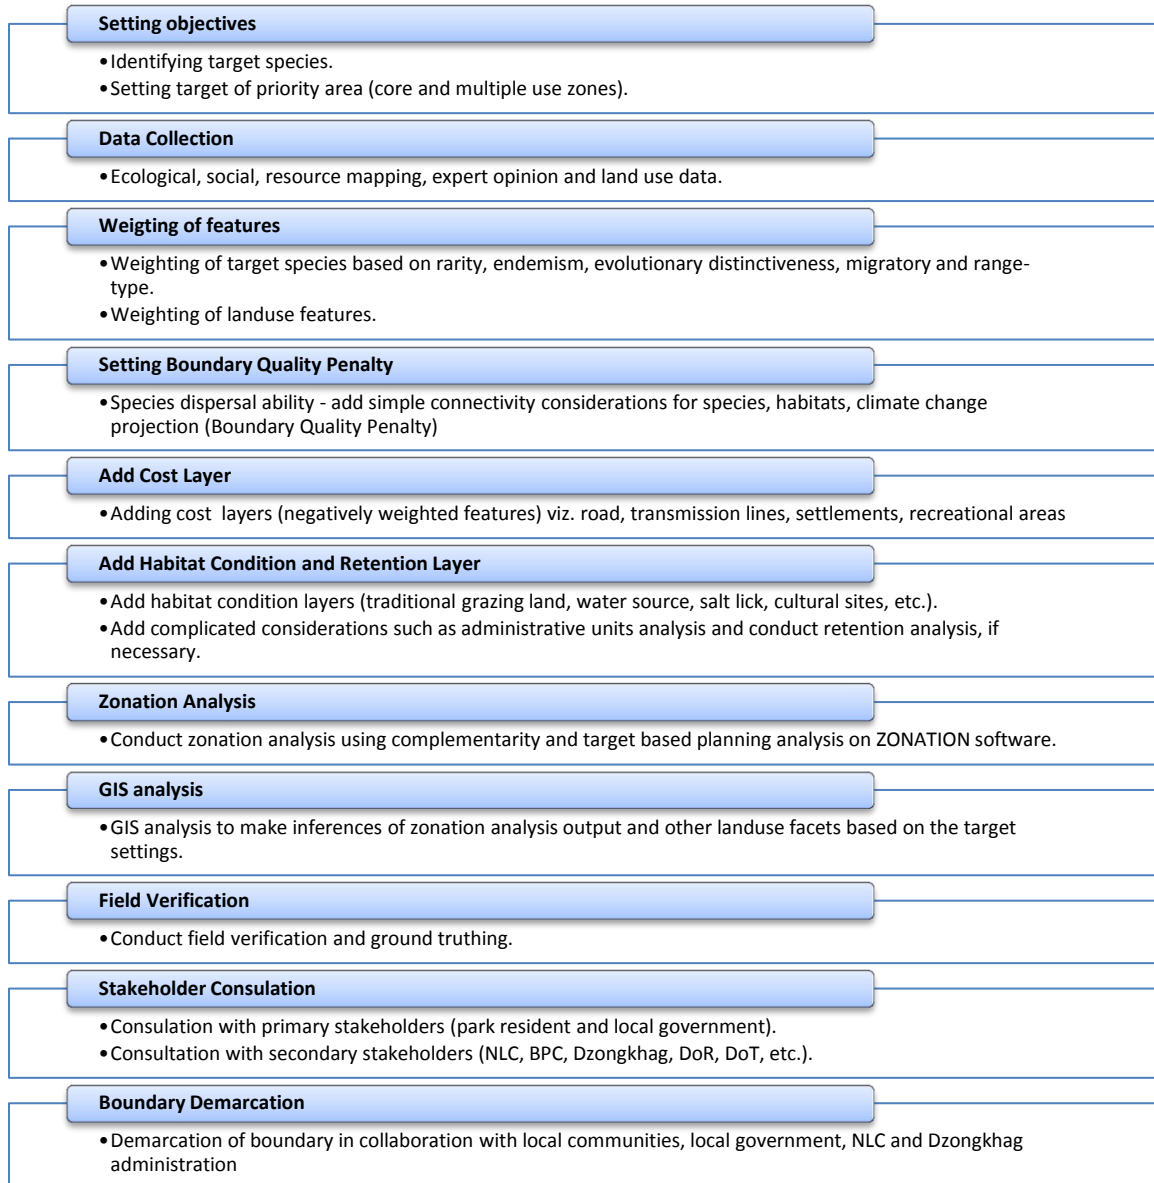 Setting objectives
•Identifying target species.
•Setting target of priority area (core and multiple use zones).
Data Collection
•Ecological, social, resource mapping, expert opinion and land use data.
Weigting of features
•Weighting of target species based on rarity, endemism, evolutionary distinctiveness, migratory and range-
type.
•Weighting of landuse features.
Setting Boundary Quality Penalty
•Species dispersal ability - add simple connectivity considerations for species, habitats, climate change
projection (Boundary Quality Penalty)
Add Cost Layer
•Adding cost layers (negatively weighted features) viz. road, transmission lines, settlements, recreational areas
Add Habitat Condition and Retention Layer
•Add habitat condition layers (traditional grazing land, water source, salt lick, cultural sites, etc.).
•Add complicated considerations such as administrative units analysis and conduct retention analysis, if
necessary.
Zonation Analysis
•Conduct zonation analysis using complementarity and target based planning analysis on ZONATION software.
GIS analysis
•GIS analysis to make inferences of zonation analysis output and other landuse facets based on the target
settings.
Field Verification
•Conduct field verification and ground truthing.
Stakeholder Consulation
•Consulation with primary stakeholders (park resident and local government).
•Consultation with secondary stakeholders (NLC, BPC, Dzongkhag, DoR, DoT, etc.).
Boundary Demarcation
•Demarcation of boundary in collaboration with local communities, local government, NLC and Dzongkhag
administration